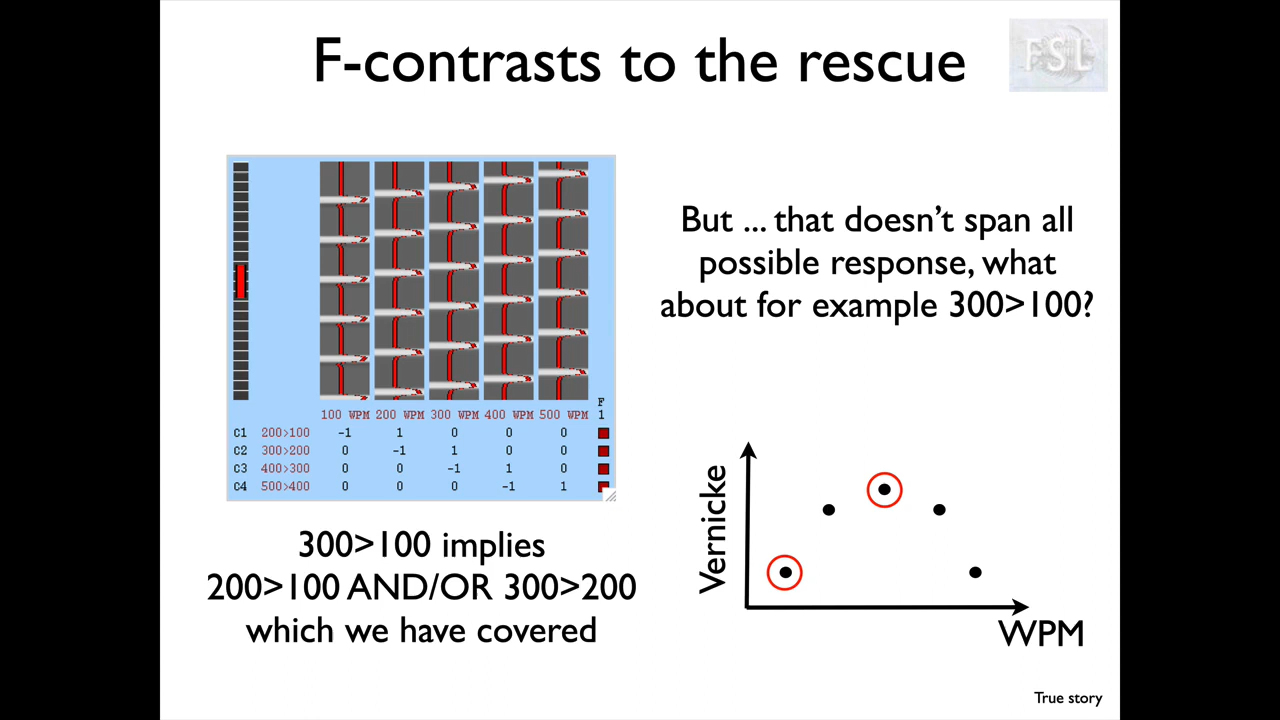 F-contrasts to the rescue
FSL
But ... that doesn't span all
possible response, what
about for example 300>100?
F
100 WPM 200 WPM 300 WPM 400 WPM 500 WPM 1
C1 200>100 -1 1 0 0 0
C2 300>200 0 -1 1 0 0
C3 400>300 0 0 -1 1 0
C4 500>400 0 0 0 -1 1
300>100 implies
200>100 AND/OR 300>200
which we have covered
Vernicke
WPM
True story